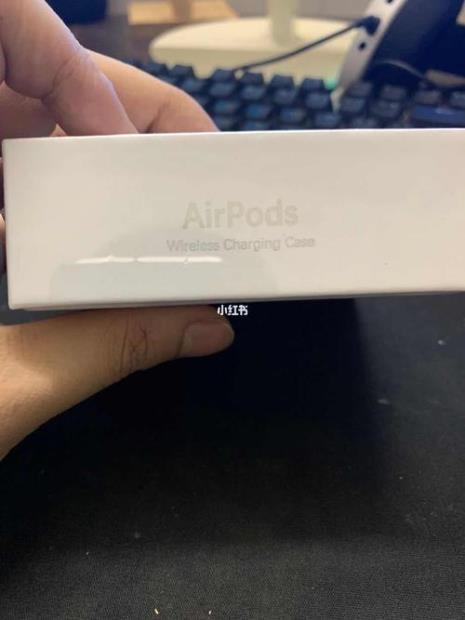 AirPods
Wireless Charging Case
小红书